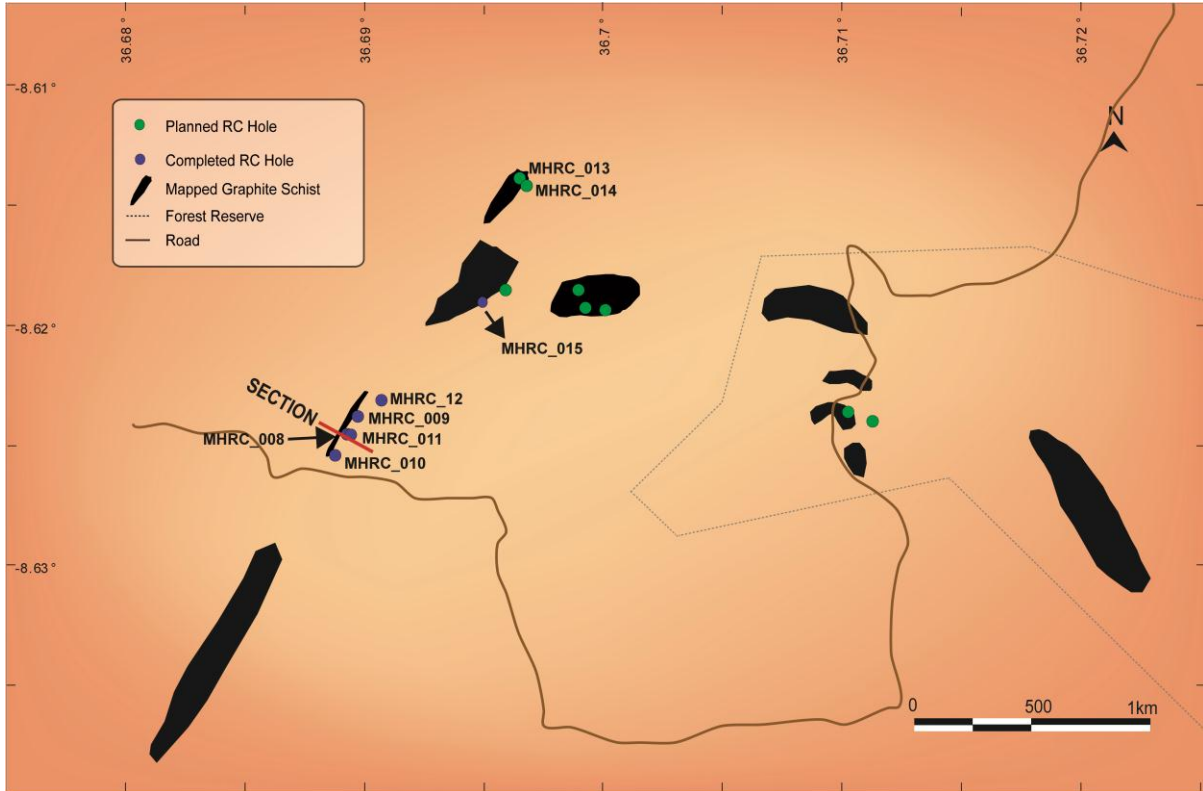 36.68 °
36.69 °
36.7 °
36.71 °
36.72 °
-8.61 °
N
Planned RC Hole
Completed RC Hole
Mapped Graphite Schist
Forest Reserve
Road
MHRC_013
MHRC_014
-8.62 °
MHRC_015
SECTION
MHRC_12
MHRC_009
MHRC_008
MHRC_011
MHRC_010
-8.63 °
0
500
1km